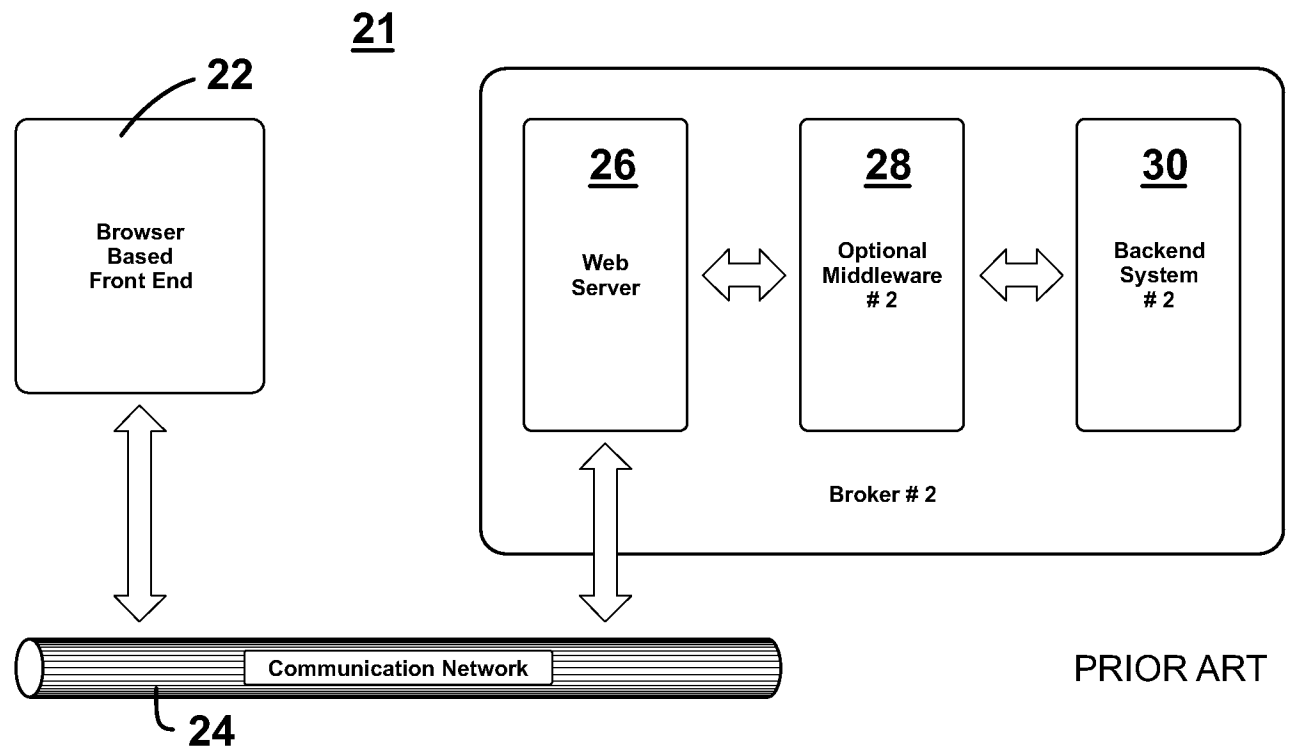 21
22
Browser
Based
Front End
26
Web
Server
28
Optional
Middleware
# 2
30
Backend
System
# 2
Broker # 2
Communication Network
24
PRIOR ART